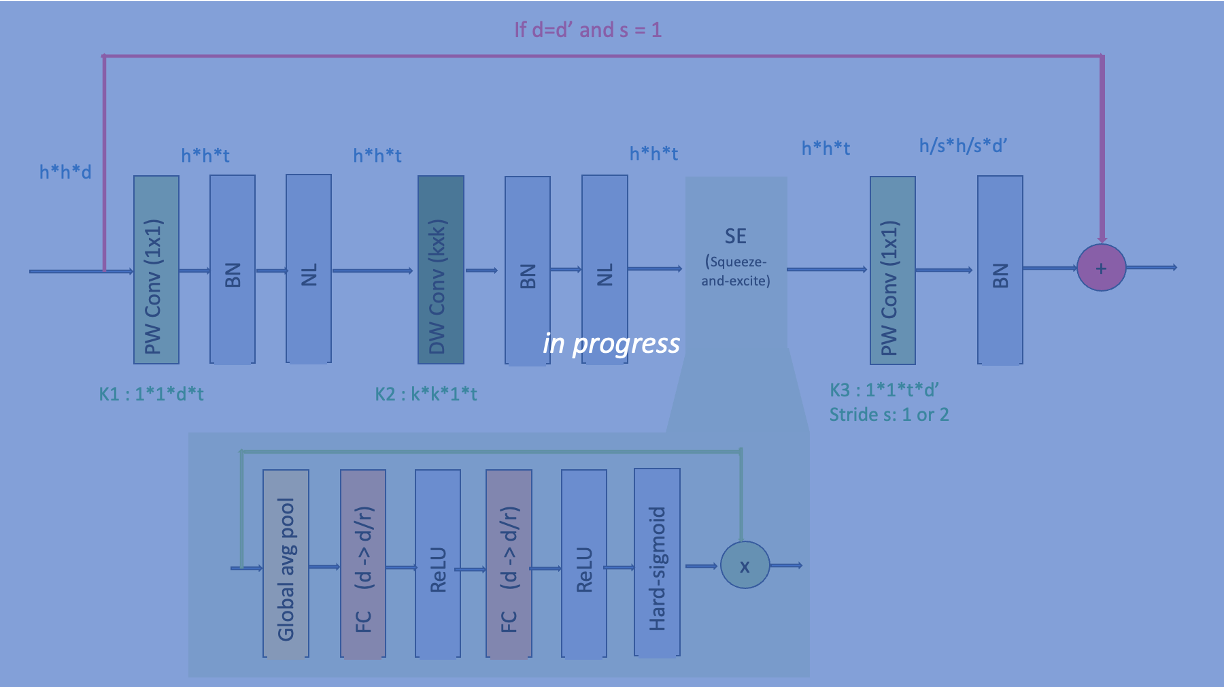 If d=d’ and s = 1
h*h*d
h*h*t
h*h*t
h*h*t
h*h*t
h/s*h/s*d’
PW Conv (1x1)
BN
NL
DW Conv (kxk)
BN
NL
SE
(Squeeze-
and-excite)
PW Conv (1x1)
BN
+
in progress
K1 : 1*1*d*t
K2 : k*k*1*t
K3 : 1*1*t*d’
Stride s: 1 or 2
Global avg pool
FC (d -> d/r)
ReLU
FC (d -> d/r)
ReLU
Hard-sigmoid
x